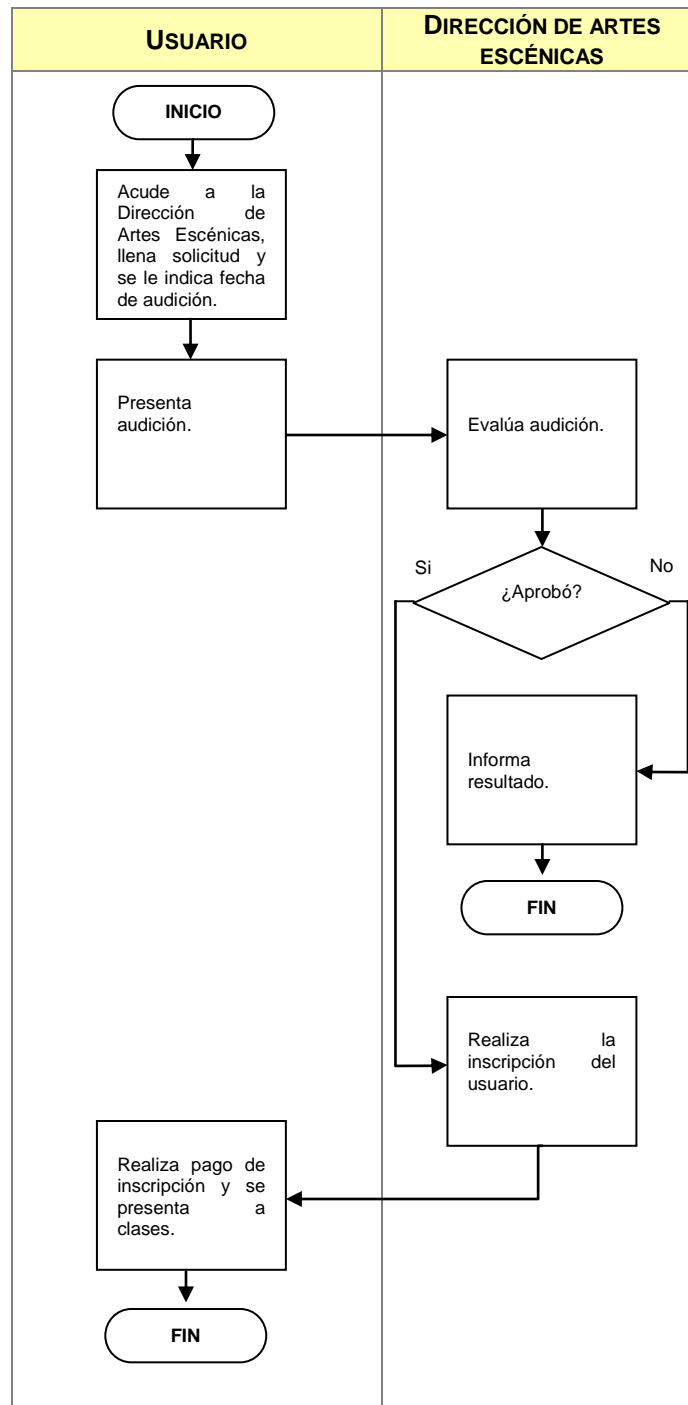 USUARIO
DIRECCIÓN DE ARTES
ESCÉNICAS
INICIO
Acude a la
Dirección de
Artes Escénicas,
llena solicitud y
se le indica fecha
de audición.
Presenta
audición.
Evalúa audición.
Si
No
¿Aprobó?
Informa
resultado.
FIN
Realiza la
inscripción del
usuario.
Realiza pago de
inscripción y se
presenta a
clases.
FIN